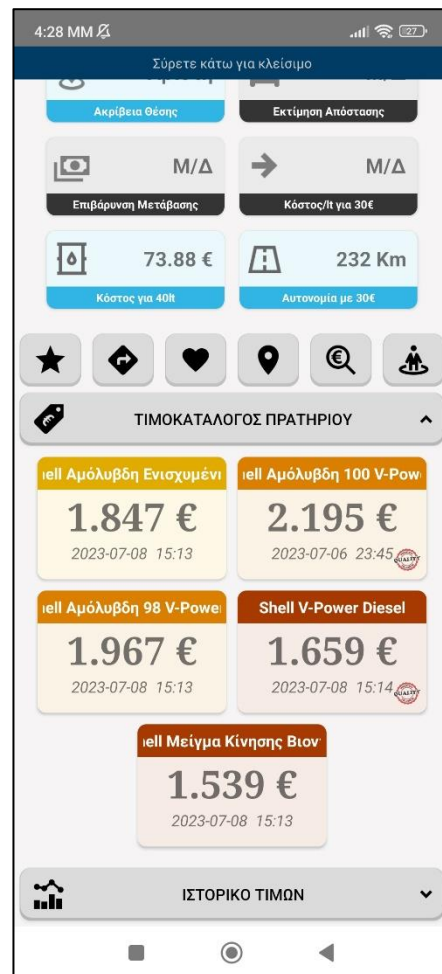 4:28 ΜΜ
27
Σύρετε κάτω για κλείσιμο
Μ/Δ
Ακρίβεια Θέσης
Εκτίμηση Απόστασης
Μ/Δ
Μ/Δ
Επιβάρυνση Μετάβασης
Κόστος/lt για 30€
73.88 €
232 Km
Κόστος για 40lt
Αυτονομία με 30€
ΤΙΜΟΚΑΤΑΛΟΓΟΣ ΠΡΑΤΗΡΙΟΥ
ell Αμόλυβδη Ενισχυμένη
ell Αμόλυβδη 100 V-Pow
1.847 €
2.195 €
2023-07-08 15:13
2023-07-06 23:45
QUALITY
ell Αμόλυβδη 98 V-Power
Shell V-Power Diesel
1.967 €
1.659 €
2023-07-08 15:13
2023-07-08 15:14
QUALITY
ell Μείγμα Κίνησης Βιοντ
1.539 €
2023-07-08 15:13
ΙΣΤΟΡΙΚΟ ΤΙΜΩΝ